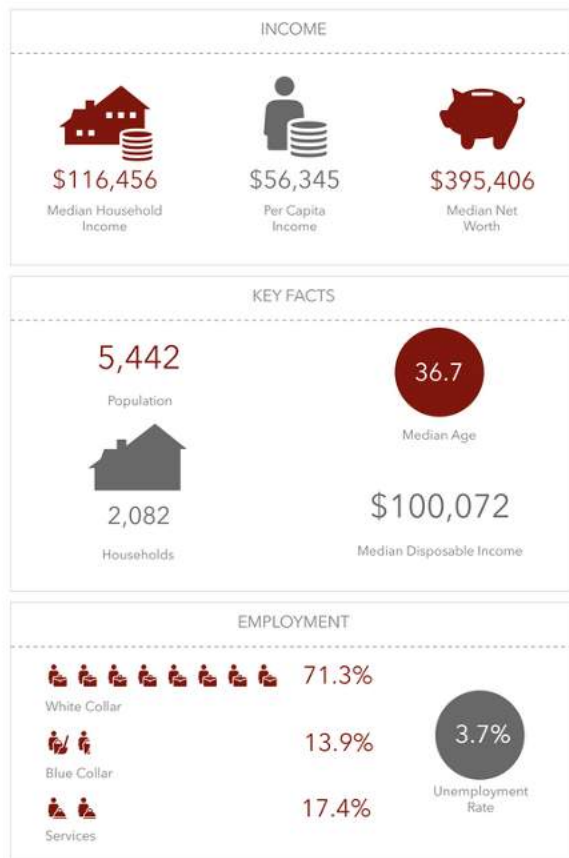 INCOME
$116,456
Median Household
Income
$56,345
Per Capita
Income
$395,406
Median Net
Worth
KEY FACTS
5,442
Population
36.7
Median Age
2,082
Households
$100,072
Median Disposable Income
EMPLOYMENT
71.3%
White Collar
13.9%
Blue Collar
17.4%
Services
3.7%
Unemployment
Rate